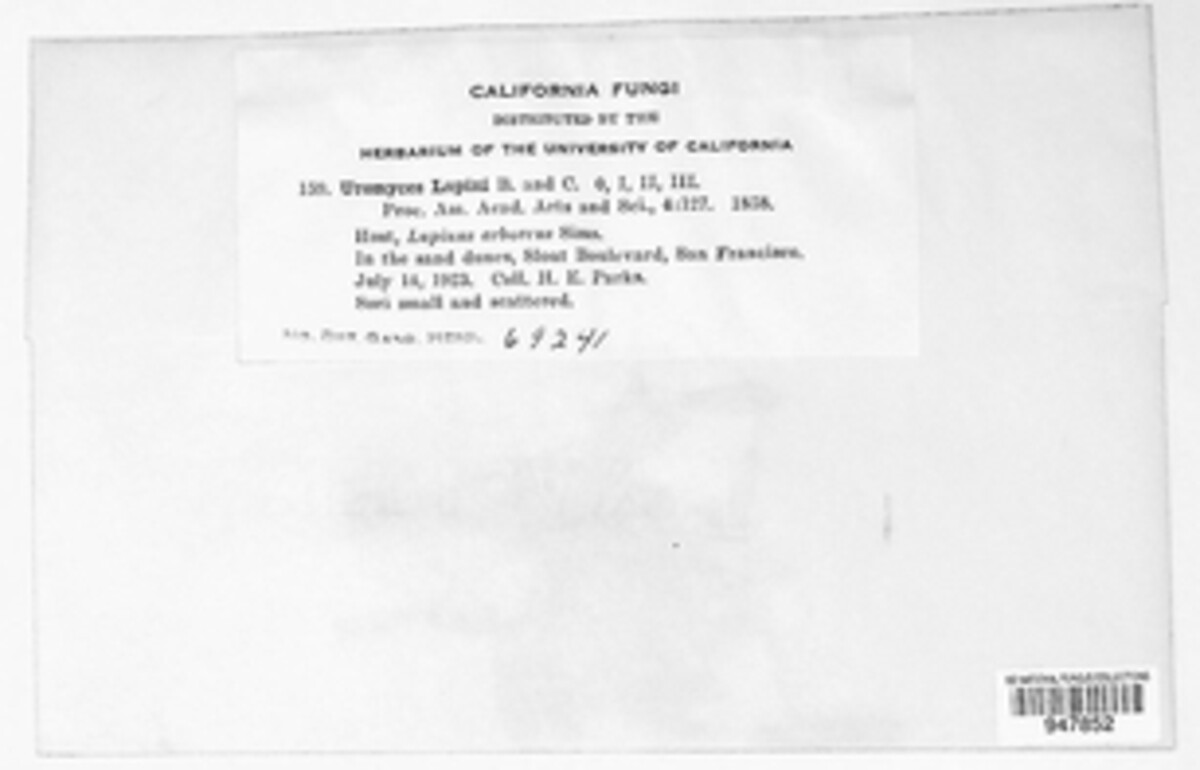 CALIFORNIA FUNGI
DISTRIBUTED BY THE
HERBARIUM OF THE UNIVERSITY OF CALIFORNIA
159. Uromyces Lupini B. and C. 0, I, II, III.
Proc. Am. Acad. Arts and Sci., 4:127. 1858.
Host, Lupinus arboreus Sims.
In the sand dunes, Sloat Boulevard, San Francisco.
July 14, 1923. Coll. H. E. Parks.
Sori small and scattered.
69241
947852